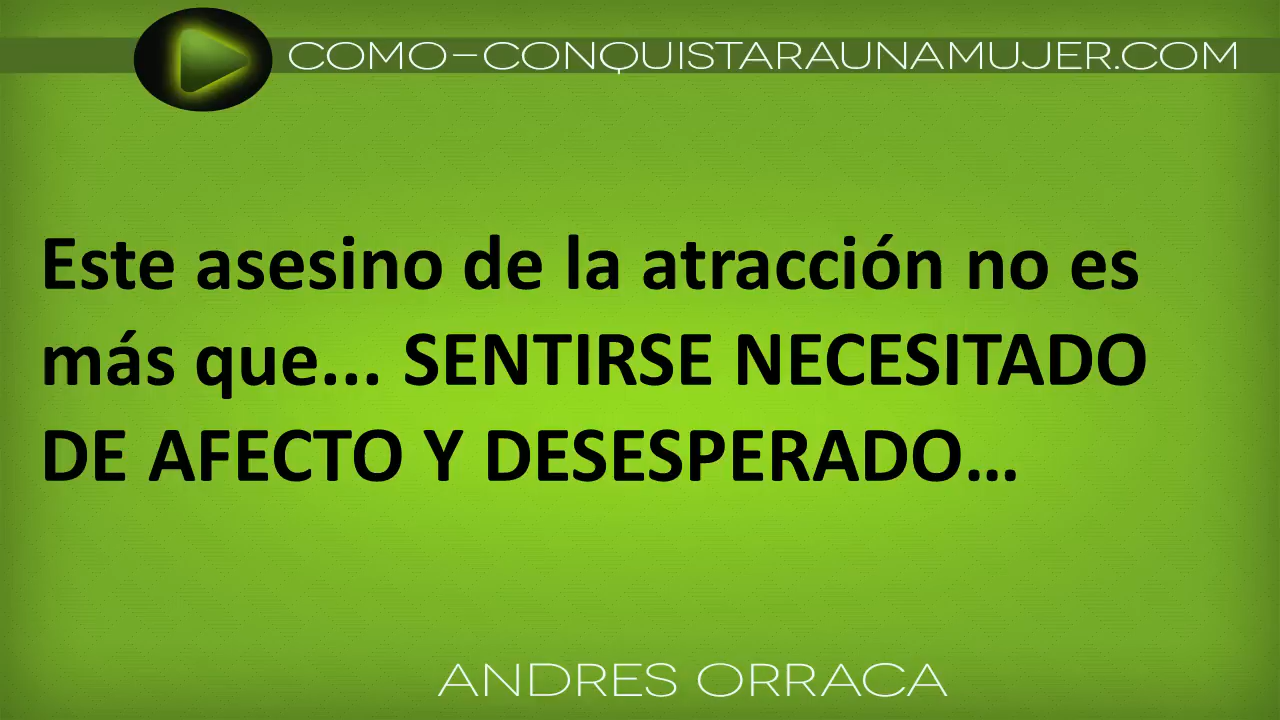 COMO-CONQUISTARAUNAMUJER.COM
Este asesino de la atracción no es
más que... SENTIRSE NECESITADO
DE AFECTO Y DESESPERADO...
ANDRES ORRACA